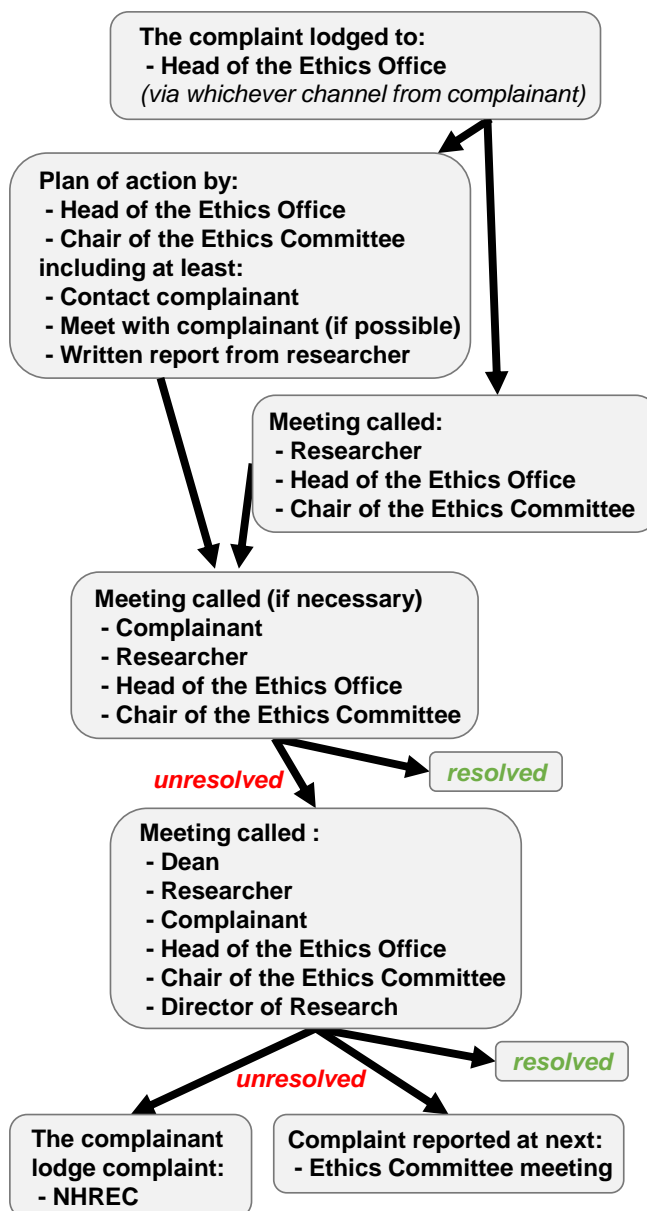 The complaint lodged to:
- Head of the Ethics Office
(via whichever channel from complainant)
Plan of action by:
- Head of the Ethics Office
- Chair of the Ethics Committee
including at least:
- Contact complainant
- Meet with complainant (if possible)
- Written report from researcher
Meeting called:
- Researcher
- Head of the Ethics Office
- Chair of the Ethics Committee
Meeting called (if necessary)
- Complainant
- Researcher
- Head of the Ethics Office
- Chair of the Ethics Committee
unresolved
resolved
Meeting called :
- Dean
- Researcher
- Complainant
- Head of the Ethics Office
- Chair of the Ethics Committee
- Director of Research
unresolved
resolved
The complainant
lodge complaint:
- NHREC
Complaint reported at next:
- Ethics Committee meeting